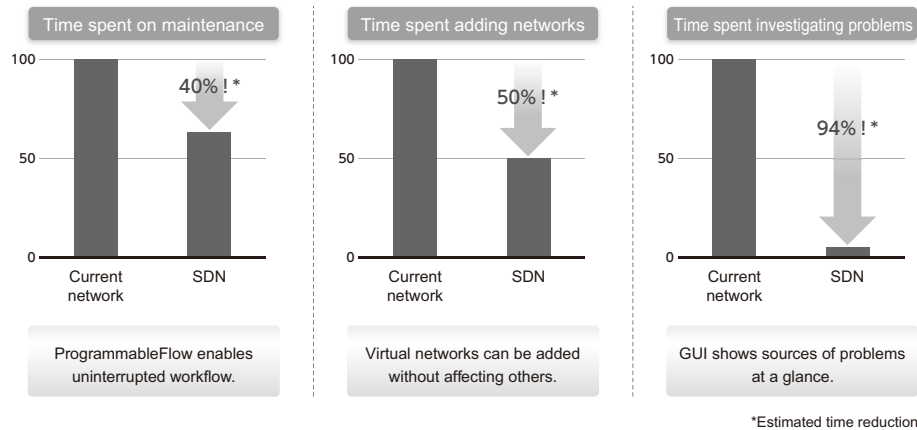 Time spent on maintenance
100
40% ! *
50
0
Current
network
SDN
ProgrammableFlow enables
uninterrupted workflow.
Time spent adding networks
100
50% ! *
50
0
Current
network
SDN
Virtual networks can be added
without affecting others.
Time spent investigating problems
100
94% ! *
50
0
Current
network
SDN
GUI shows sources of problems
at a glance.
*Estimated time reduction